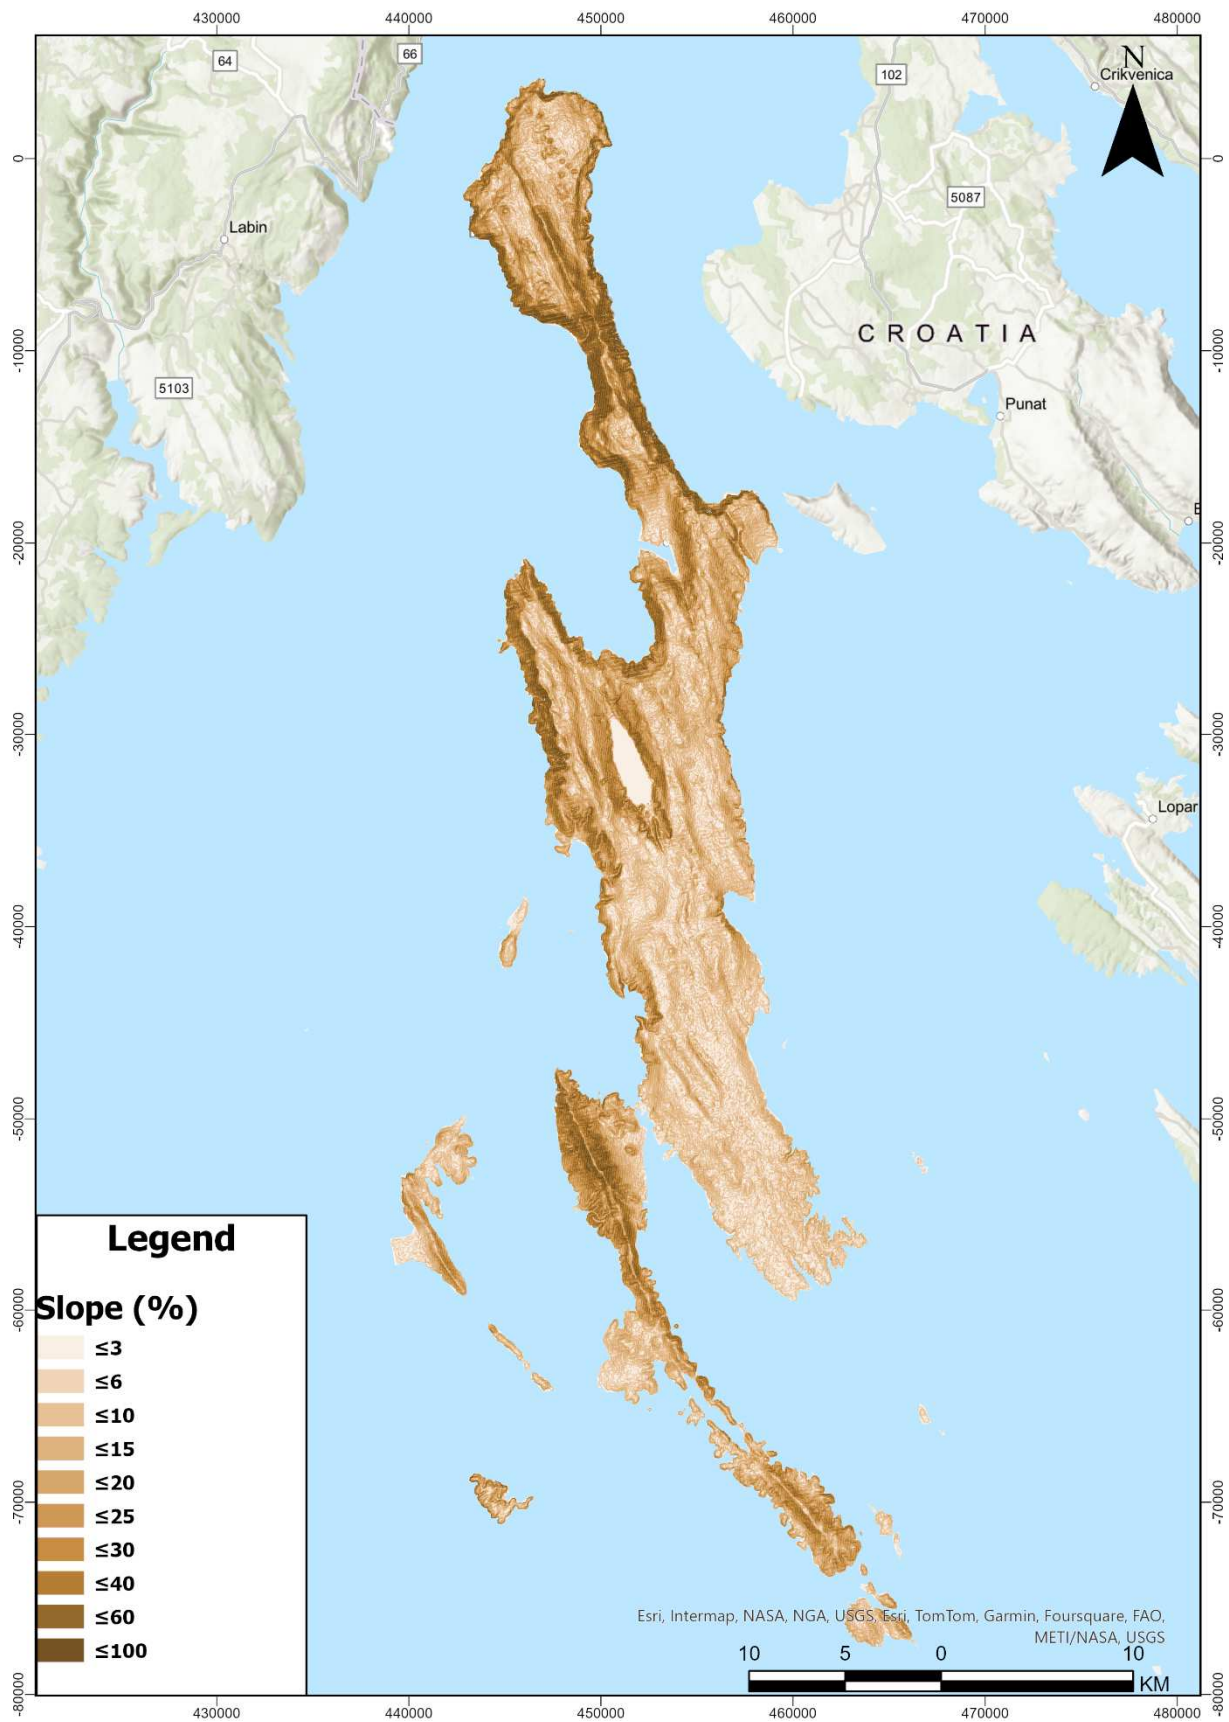 430000 440000 450000 460000 470000 480000
64
66
102
N
Crikvenica
0
0
5087
Labin
CROATIA
-10000
-10000
5103
Punat
-20000
-20000
-30000
-30000
Lopar
-40000
-40000
-50000
-50000
Legend
Slope (%)
-60000
-60000
≤3
≤6
≤10
≤15
≤20
≤25
≤30
≤40
≤60
≤100
-70000
-70000
Esri, Intermap, NASA, NGA, USGS, Esri, TomTom, Garmin, Foursquare, FAO,
METI/NASA, USGS
10 5 0 10
KM
-80000
-80000
430000 440000 450000 460000 470000 480000